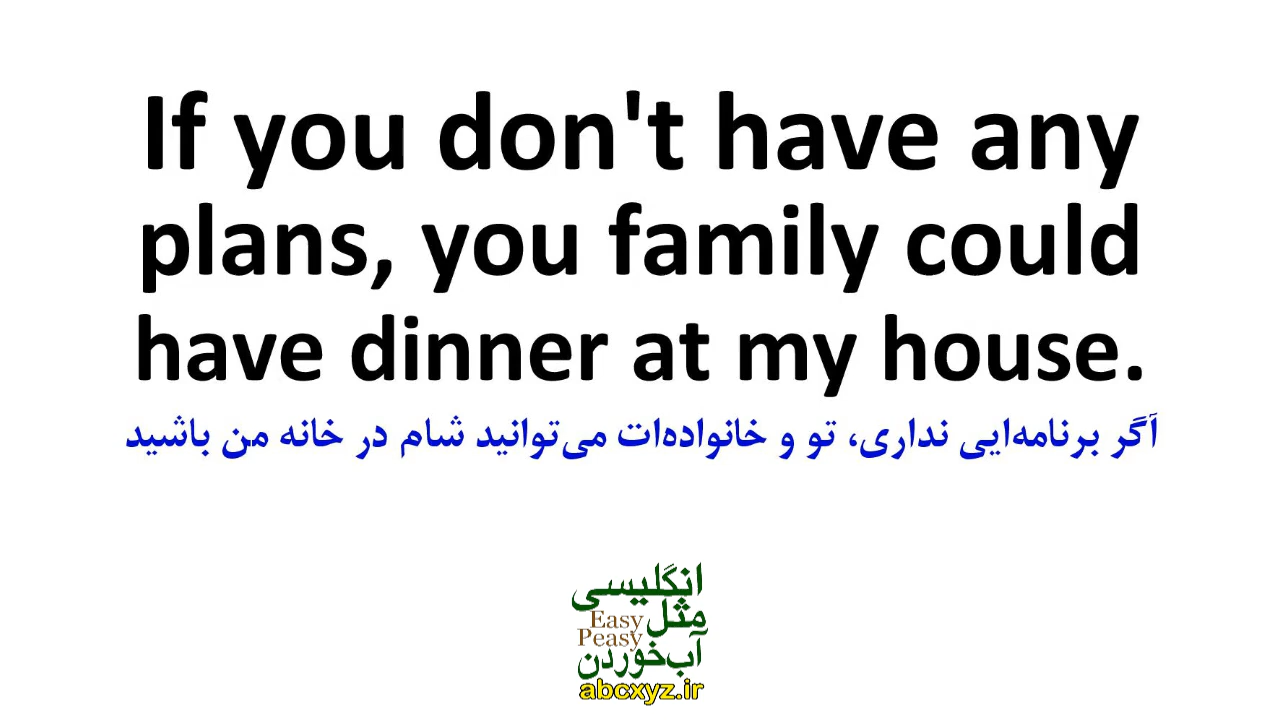 If you don't have any
plans, you family could
have dinner at my house.
اَگر برنامه‌ایی نداری، تو و خانواده‌ات می‌توانید شام در خانه من باشید
انگلیسی
مثل
Easy
Peasy
آب‌خوردن
abcxyz.ir